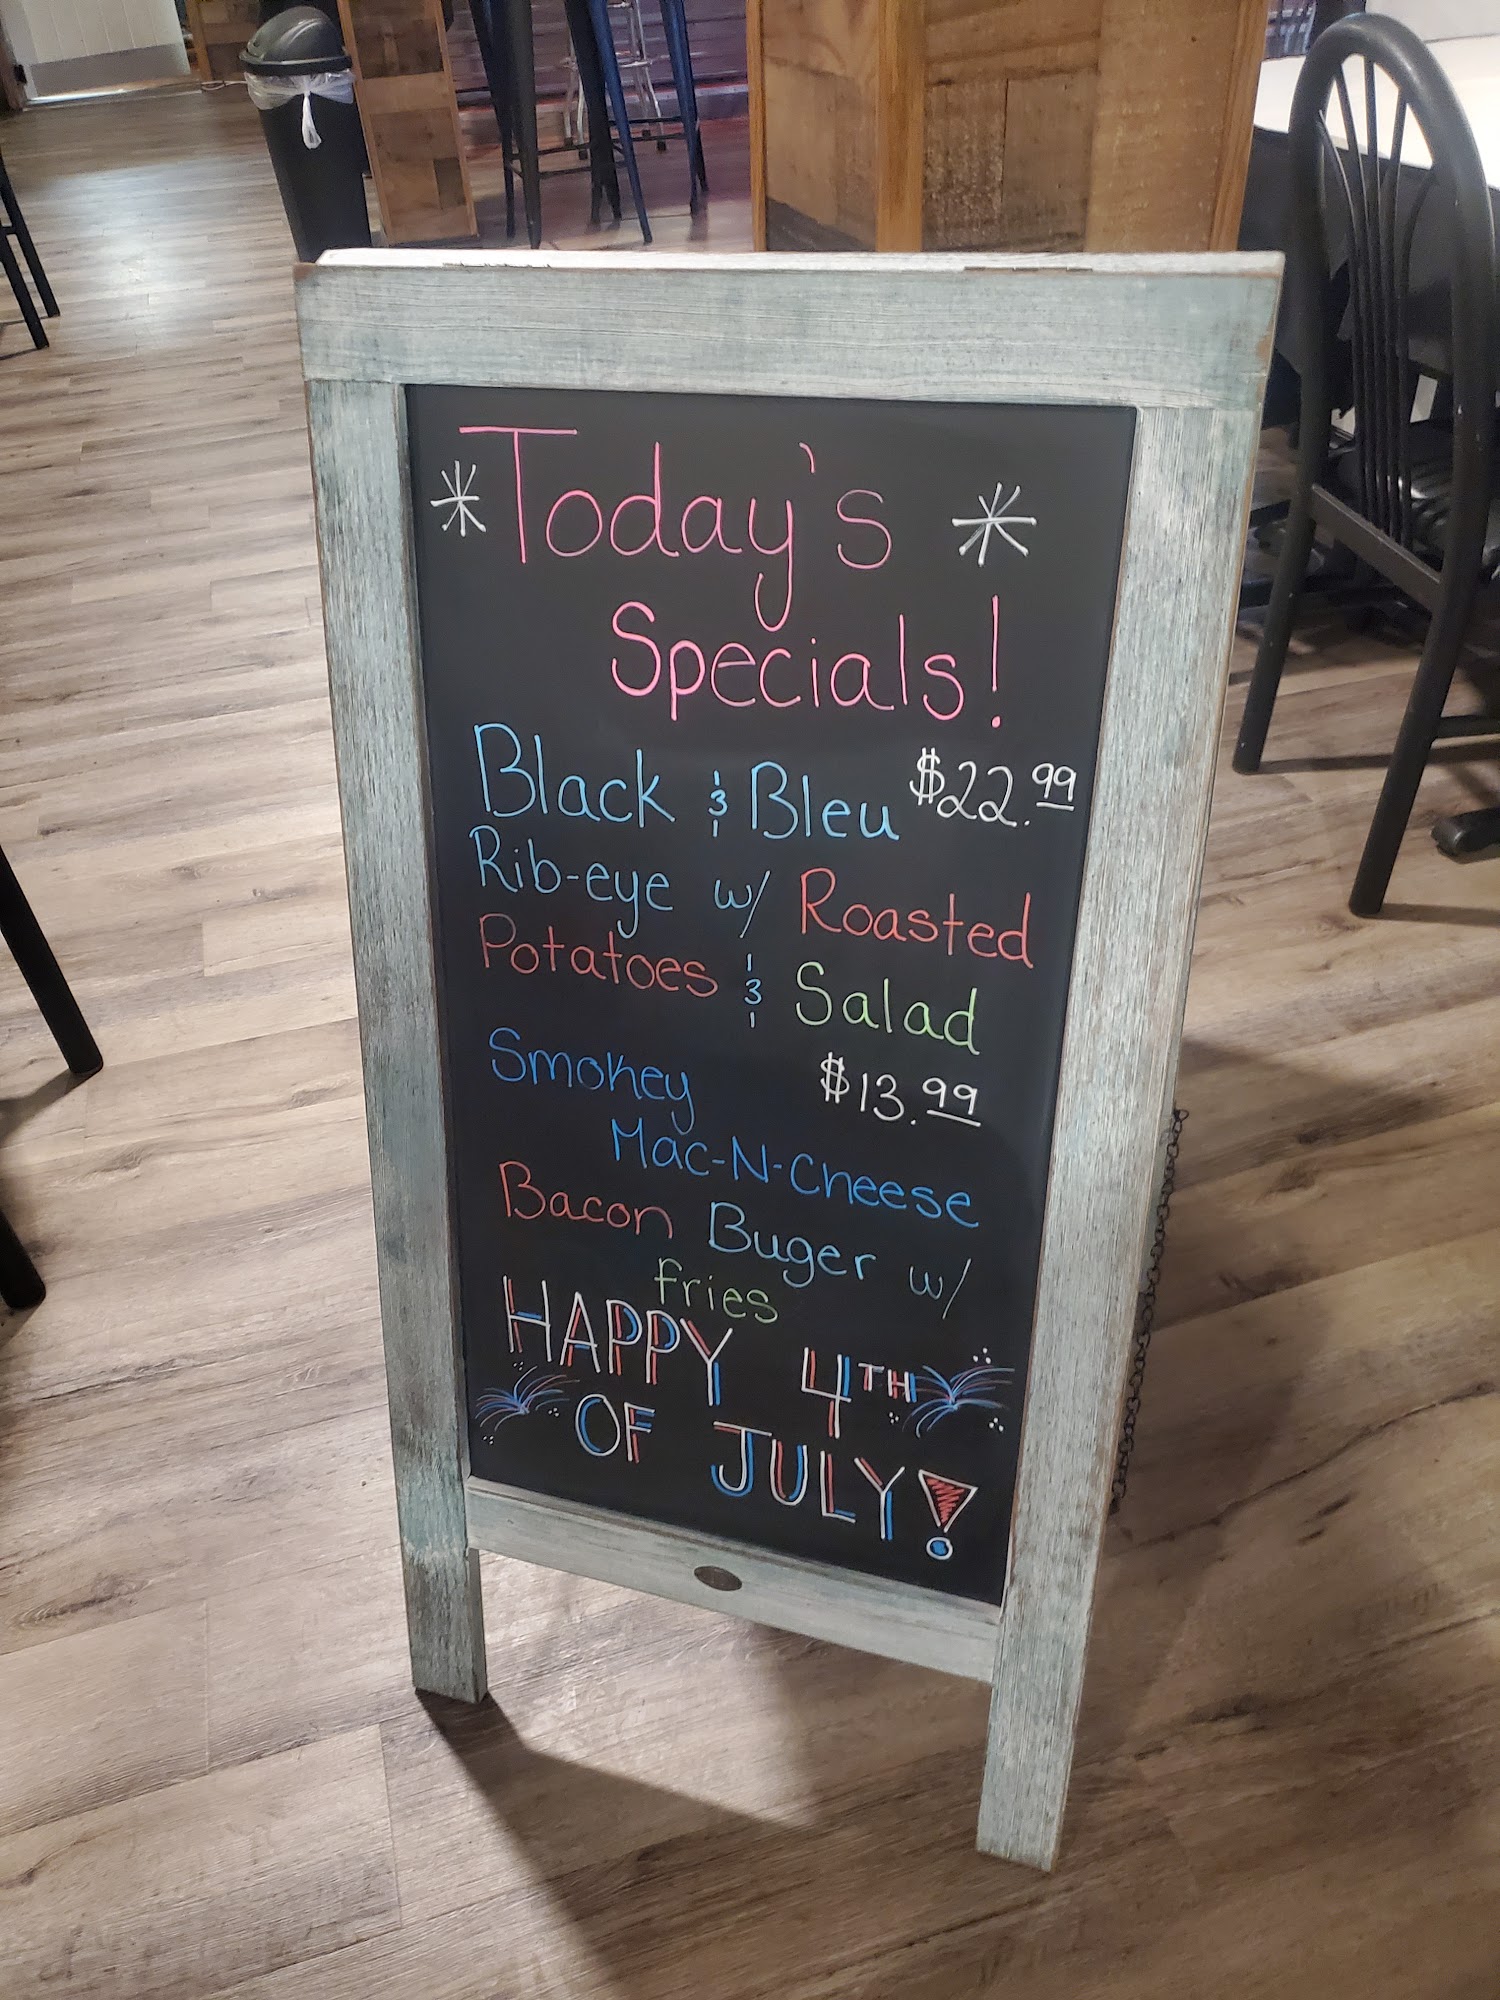 * Today's *
Specials!
Black & Bleu $22.99
Rib-eye w/ Roasted
Potatoes & Salad
Smokey $13.99
Mac-N-Cheese
Bacon Buger w/
fries
HAPPY 4TH
OF JULY!